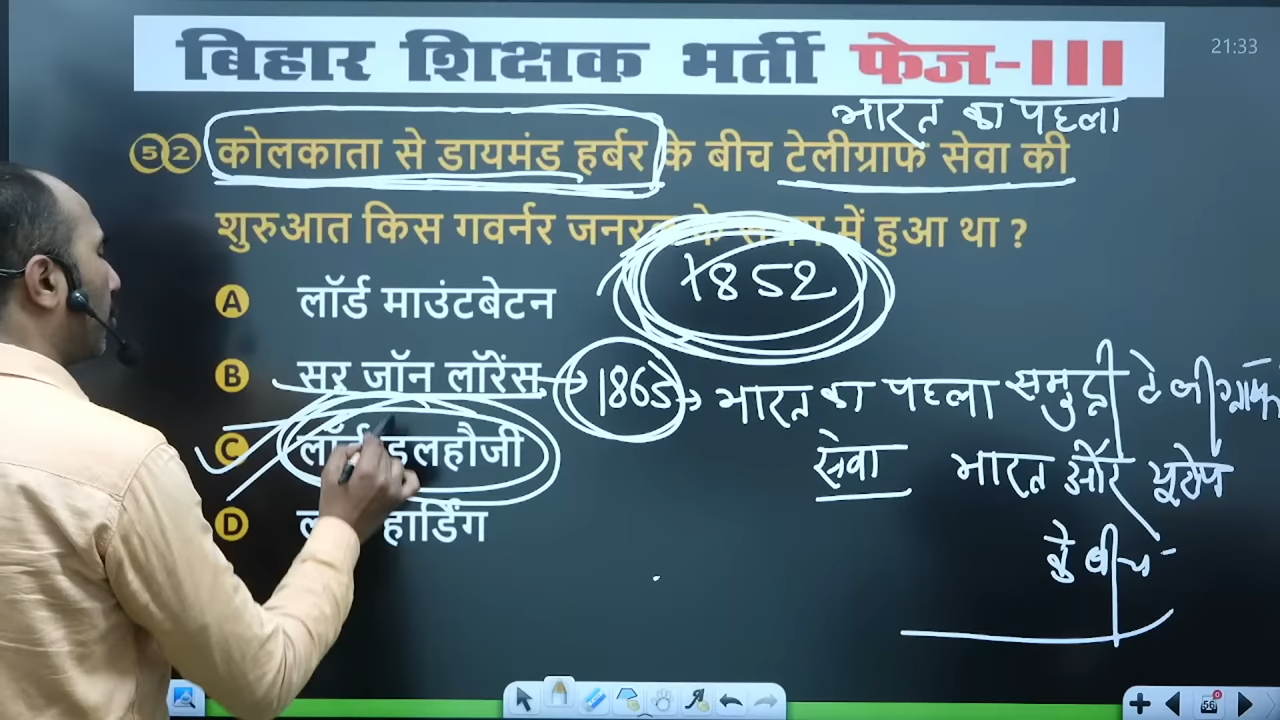 21:33
बिहार शिक्षक भर्ती फेज-III
भारत का पहला
52 कोलकाता से डायमंड हर्बर के बीच टेलीग्राफ सेवा की
शुरुआत किस गवर्नर जनरल के समय में हुआ था ?
1852
A लॉर्ड माउंटबेटन
B सर जॉन लॉरेंस → 1865 → भारत का पहला समुद्री टेलीग्राफ
C लॉर्ड डलहौजी
सेवा भारत और यूरोप
D लॉर्ड हार्डिंग
के बीच
56